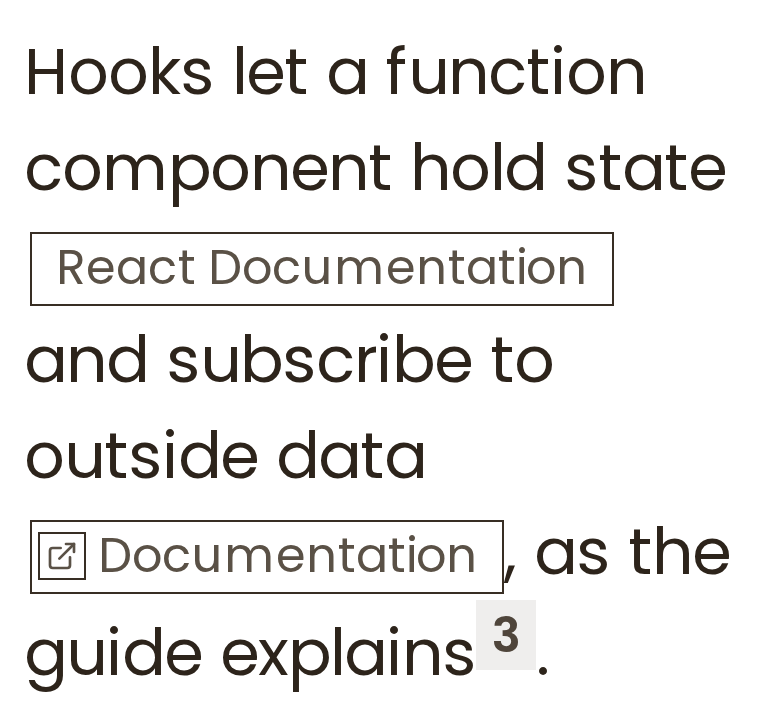 Hooks let a function
component hold state
React Documentation
and subscribe to
outside data
Documentation, as the
guide explains3.